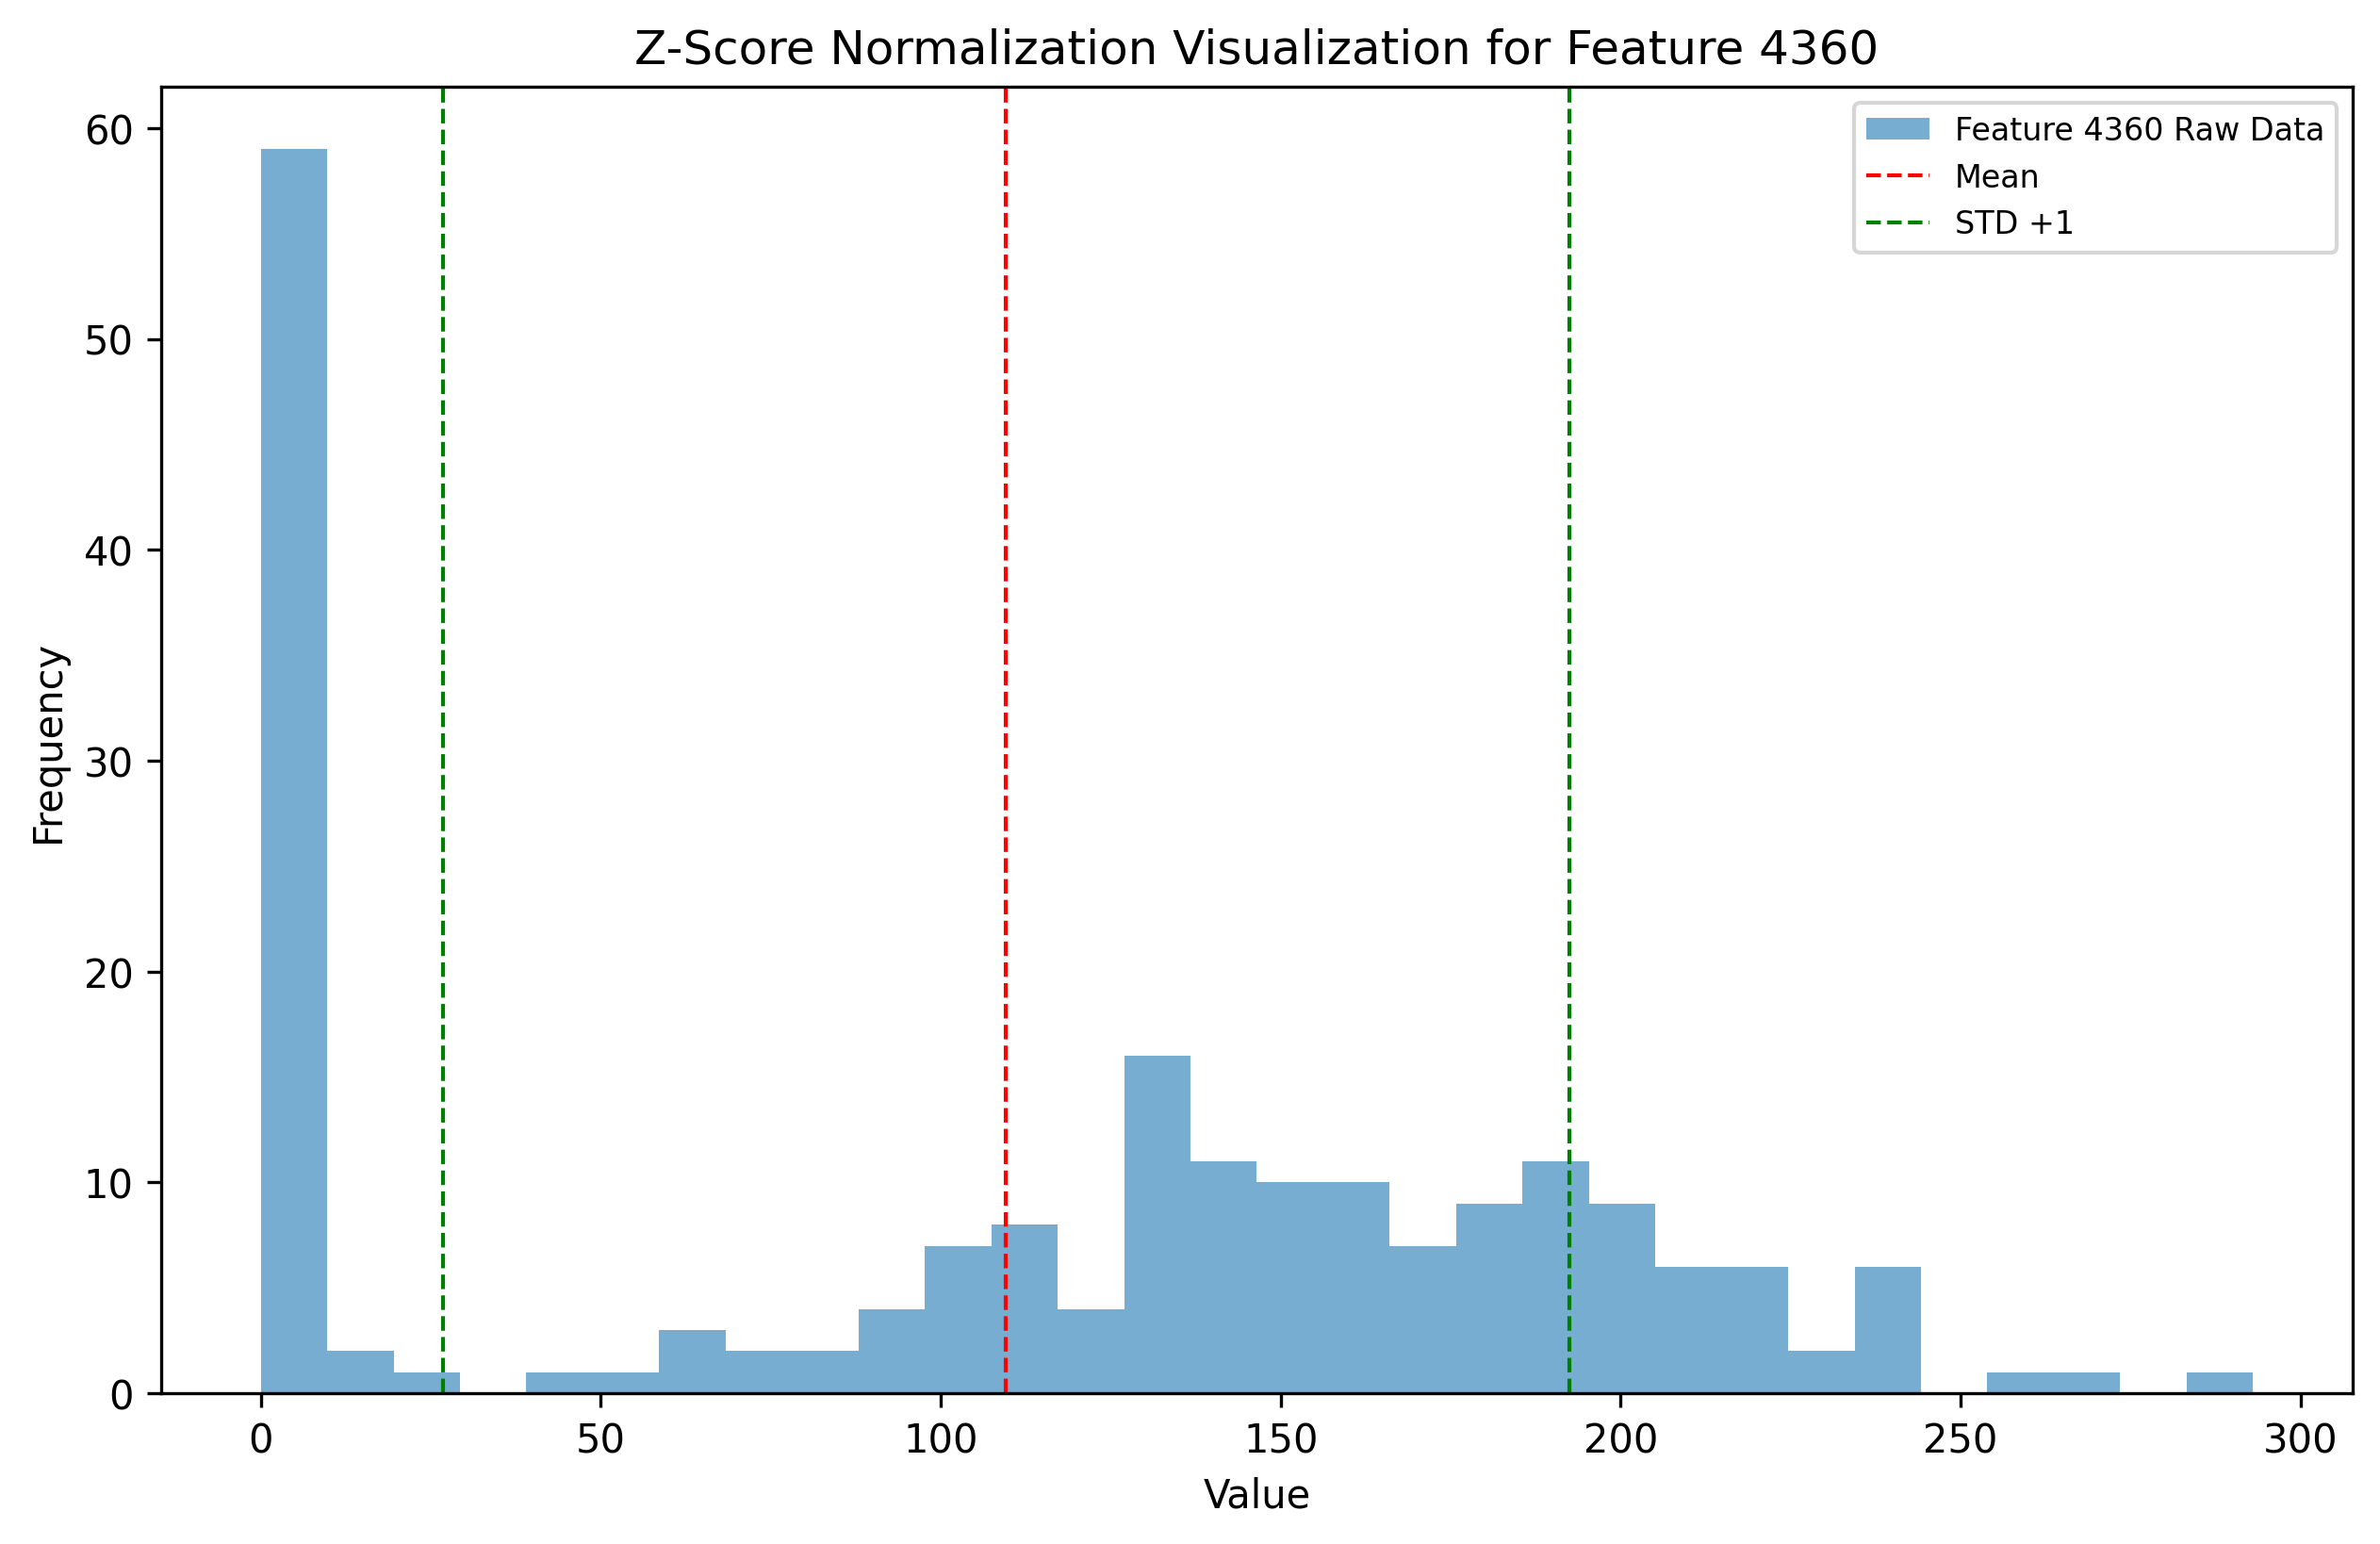 Z-Score Normalization Visualization for Feature 4360
Feature 4360 Raw Data
Mean
STD +1
60
50
40
30
20
10
0
Frequency
0 50 100 150 200 250 300
Value